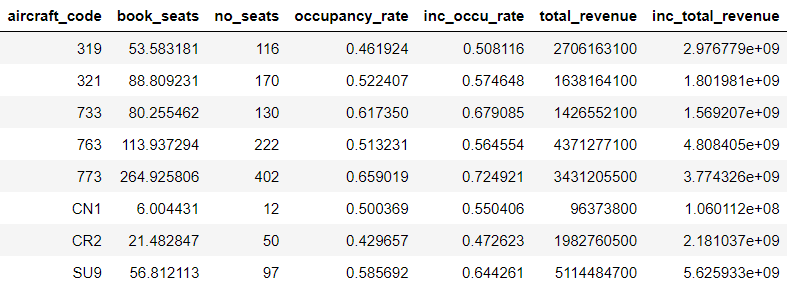 aircraft_code book_seats no_seats occupancy_rate inc_occu_rate total_revenue inc_total_revenue
319 53.583181 116 0.461924 0.508116 2706163100 2.976779e+09
321 88.809231 170 0.522407 0.574648 1638164100 1.801981e+09
733 80.255462 130 0.617350 0.679085 1426552100 1.569207e+09
763 113.937294 222 0.513231 0.564554 4371277100 4.808405e+09
773 264.925806 402 0.659019 0.724921 3431205500 3.774326e+09
CN1 6.004431 12 0.500369 0.550406 96373800 1.060112e+08
CR2 21.482847 50 0.429657 0.472623 1982760500 2.181037e+09
SU9 56.812113 97 0.585692 0.644261 5114484700 5.625933e+09